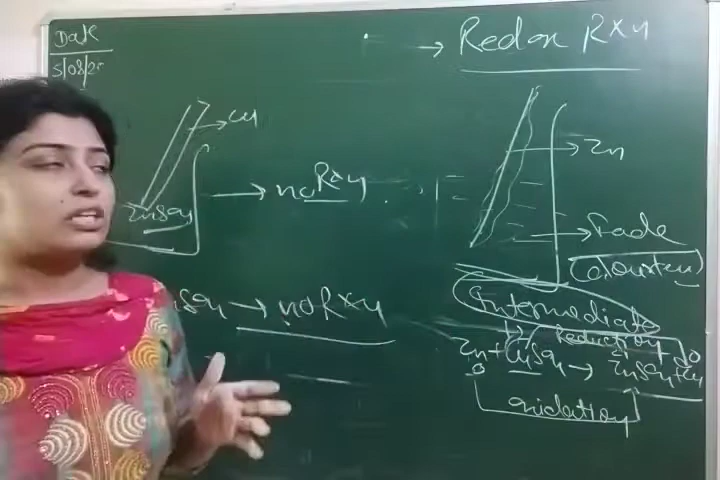 Date
5/08/25
→ Redox RXN
→ Cu
ZnSO4
→ no RXN
→ Zn
→ Fade
(Colourless)
Intermediate
→ no RXN
Reduction
Zn + CuSO4 → ZnSO4 + Cu
oxidation